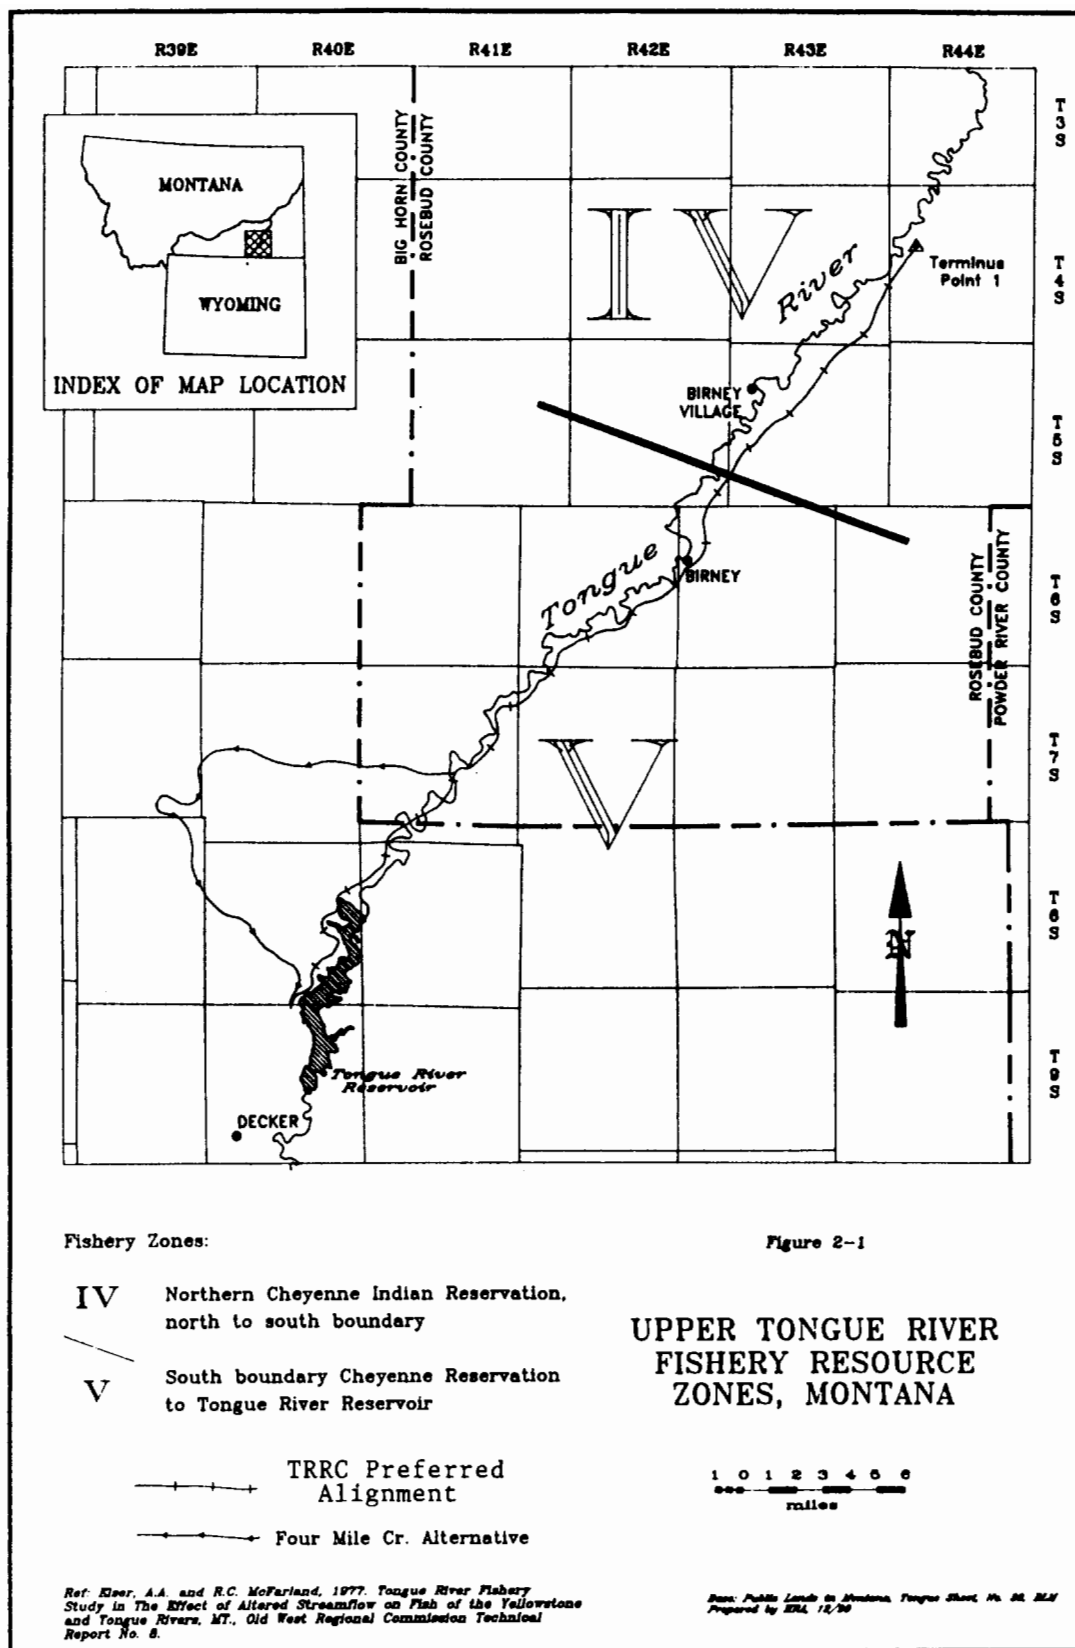 R39E R40E R41E R42E R43E R44E
T3S
T4S
T5S
T6S
T7S
T6S
T9S
MONTANA
WYOMING
INDEX OF MAP LOCATION
BIG HORN COUNTY
ROSEBUD COUNTY
IV
River
Terminus
Point 1
BIRNEY
VILLAGE
Tongue
BIRNEY
ROSEBUD COUNTY
POWDER RIVER COUNTY
V
N
Tongue River
Reservoir
DECKER
Fishery Zones:
IV
Northern Cheyenne Indian Reservation,
north to south boundary
V
South boundary Cheyenne Reservation
to Tongue River Reservoir
TRRC Preferred
Alignment
Four Mile Cr. Alternative
Figure 2-1
UPPER TONGUE RIVER
FISHERY RESOURCE
ZONES, MONTANA
1 0 1 2 3 4 5 6
miles
Ref: Elser, A.A. and R.C. McFarland, 1977. Tongue River Fishery
Study in The Effect of Altered Streamflow on Fish of the Yellowstone
and Tongue Rivers, MT., Old West Regional Commission Technical
Report No. 8.
Base: Public Lands in Montana, Tongue Sheet, No. BLM
Prepared by 12/90